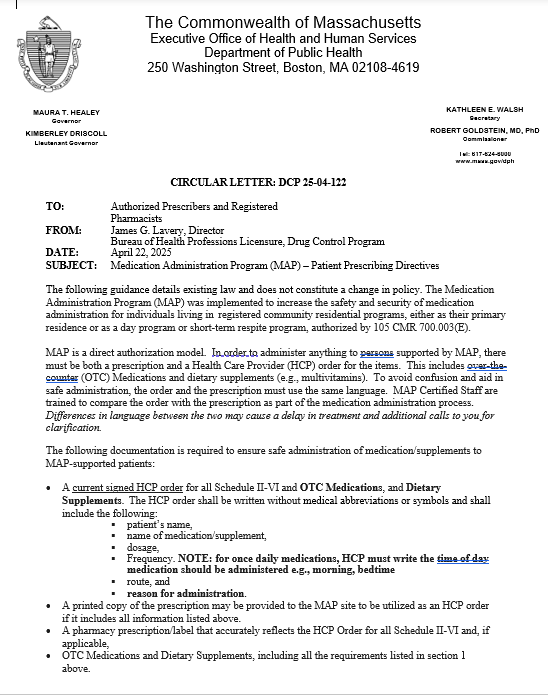 The Commonwealth of Massachusetts
Executive Office of Health and Human Services
Department of Public Health
250 Washington Street, Boston, MA 02108-4619
MAURA T. HEALEY
Governor
KIMBERLEY DRISCOLL
Lieutenant Governor
KATHLEEN E. WALSH
Secretary
ROBERT GOLDSTEIN, MD, PhD
Commissioner
Tel: 617-624-6000
www.mass.gov/dph
CIRCULAR LETTER: DCP 25-04-122
TO: Authorized Prescribers and Registered
Pharmacists
FROM: James G. Lavery, Director
Bureau of Health Professions Licensure, Drug Control Program
DATE: April 22, 2025
SUBJECT: Medication Administration Program (MAP) – Patient Prescribing Directives
The following guidance details existing law and does not constitute a change in policy. The Medication
Administration Program (MAP) was implemented to increase the safety and security of medication
administration for individuals living in registered community residential programs, either as their primary
residence or as a day program or short-term respite program, authorized by 105 CMR 700.003(E).
MAP is a direct authorization model. In order to administer anything to persons supported by MAP, there
must be both a prescription and a Health Care Provider (HCP) order for the items. This includes over-the-
counter (OTC) Medications and dietary supplements (e.g., multivitamins). To avoid confusion and aid in
safe administration, the order and the prescription must use the same language. MAP Certified Staff are
trained to compare the order with the prescription as part of the medication administration process.
Differences in language between the two may cause a delay in treatment and additional calls to you for
clarification.
The following documentation is required to ensure safe administration of medication/supplements to
MAP-supported patients:
• A current signed HCP order for all Schedule II-VI and OTC Medications, and Dietary
Supplements. The HCP order shall be written without medical abbreviations or symbols and shall
include the following:
▪ patient's name,
▪ name of medication/supplement,
▪ dosage,
▪ Frequency. NOTE: for once daily medications, HCP must write the time of day
medication should be administered e.g., morning, bedtime
▪ route, and
▪ reason for administration.
• A printed copy of the prescription may be provided to the MAP site to be utilized as an HCP order
if it includes all information listed above.
• A pharmacy prescription/label that accurately reflects the HCP Order for all Schedule II-VI and, if
applicable,
• OTC Medications and Dietary Supplements, including all the requirements listed in section 1
above.